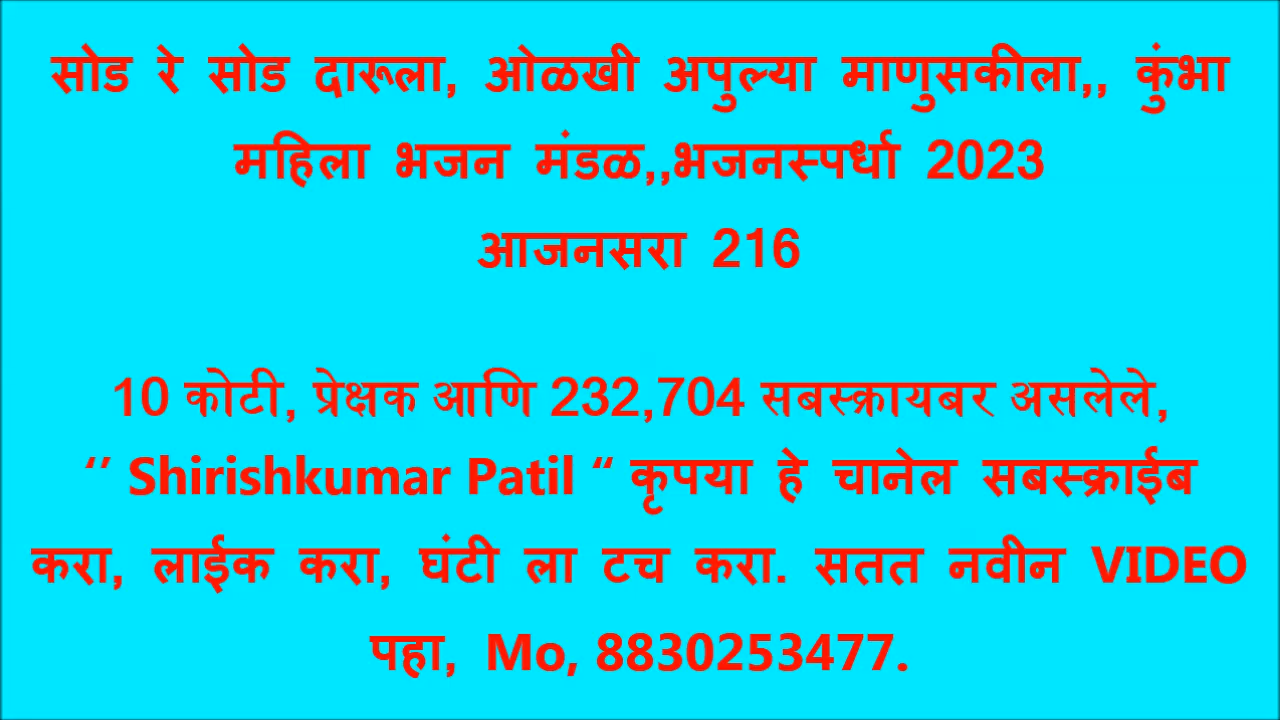 सोड रे सोड दारूला, ओळखी अपुल्या माणुसकीला,, कुंभा
महिला भजन मंडळ,,भजनस्पर्धा 2023
आजनसरा 216
10 कोटी, प्रेक्षक आणि 232,704 सबस्क्रायबर असलेले,
‘’ Shirishkumar Patil “ कृपया हे चानेल सबस्क्राईब
करा, लाईक करा, घंटी ला टच करा. सतत नवीन VIDEO
पहा, Mo, 8830253477.